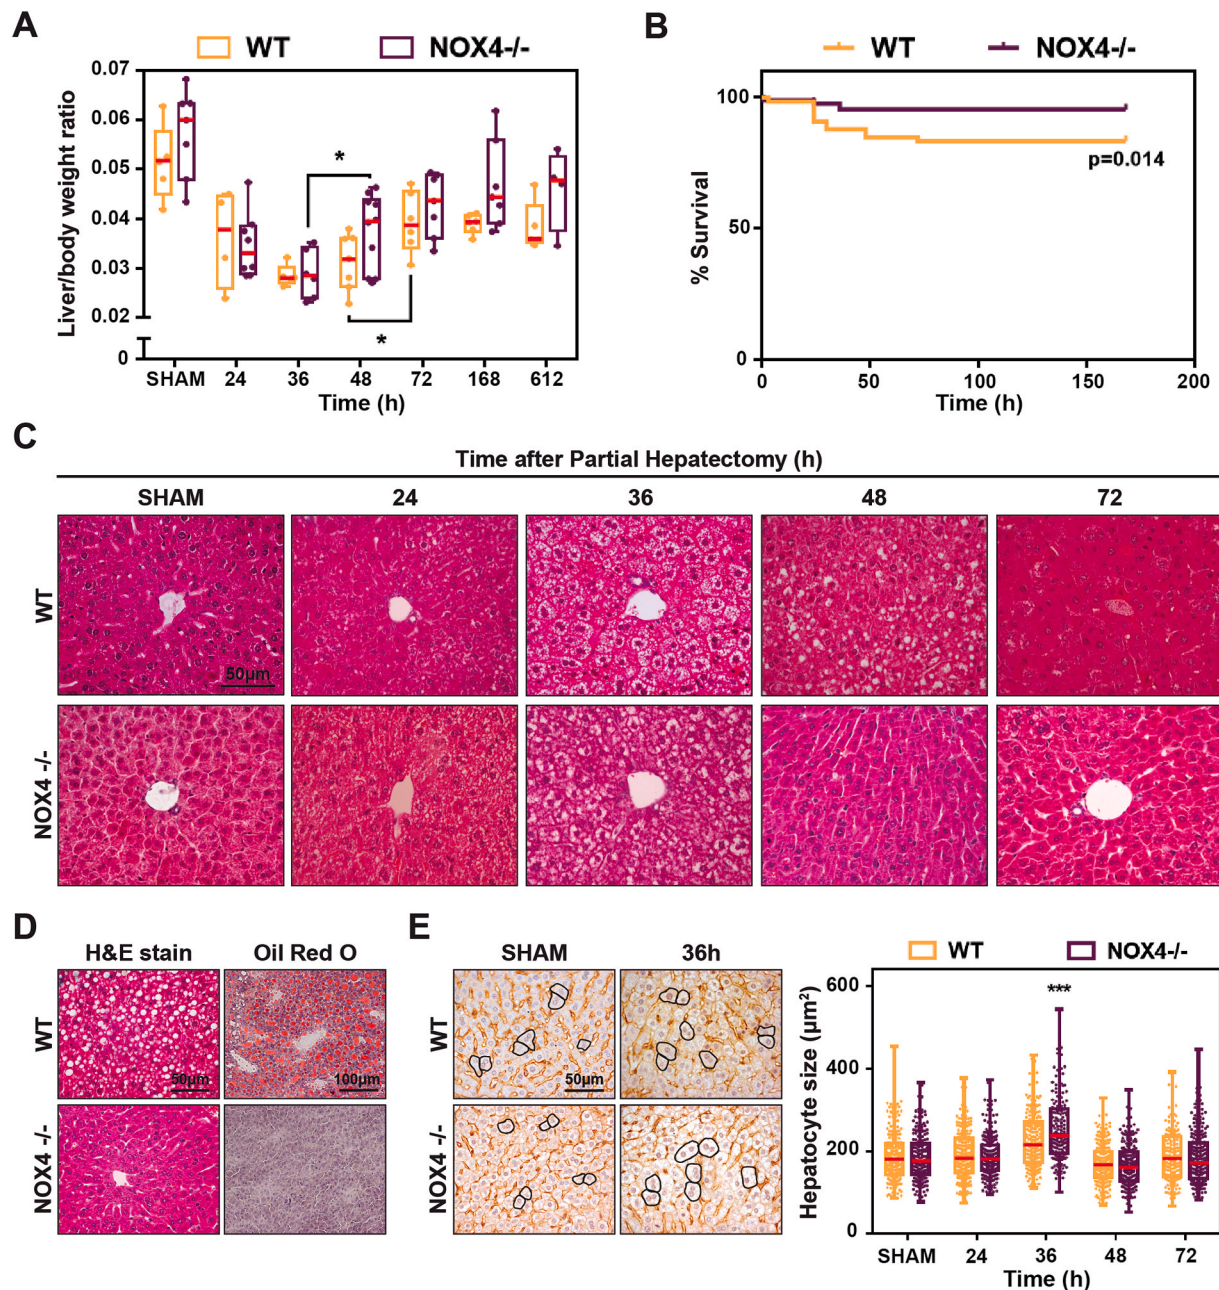 A
WT
NOX4-/-
Liver/body weight ratio
0.07
0.06
0.05
0.04
0.03
0.02
0
*
*
SHAM 24 36 48 72 168 612
Time (h)
B
WT
NOX4-/-
% Survival
100
50
0
p=0.014
0 50 100 150 200
Time (h)
C
Time after Partial Hepatectomy (h)
SHAM 24 36 48 72
WT
50µm
NOX4 -/-
D
H&E stain Oil Red O
WT
50µm 100µm
NOX4 -/-
E
SHAM 36h
WT
50µm
NOX4 -/-
WT
NOX4-/-
Hepatocyte size (µm²)
600
400
200
0
***
SHAM 24 36 48 72
Time (h)